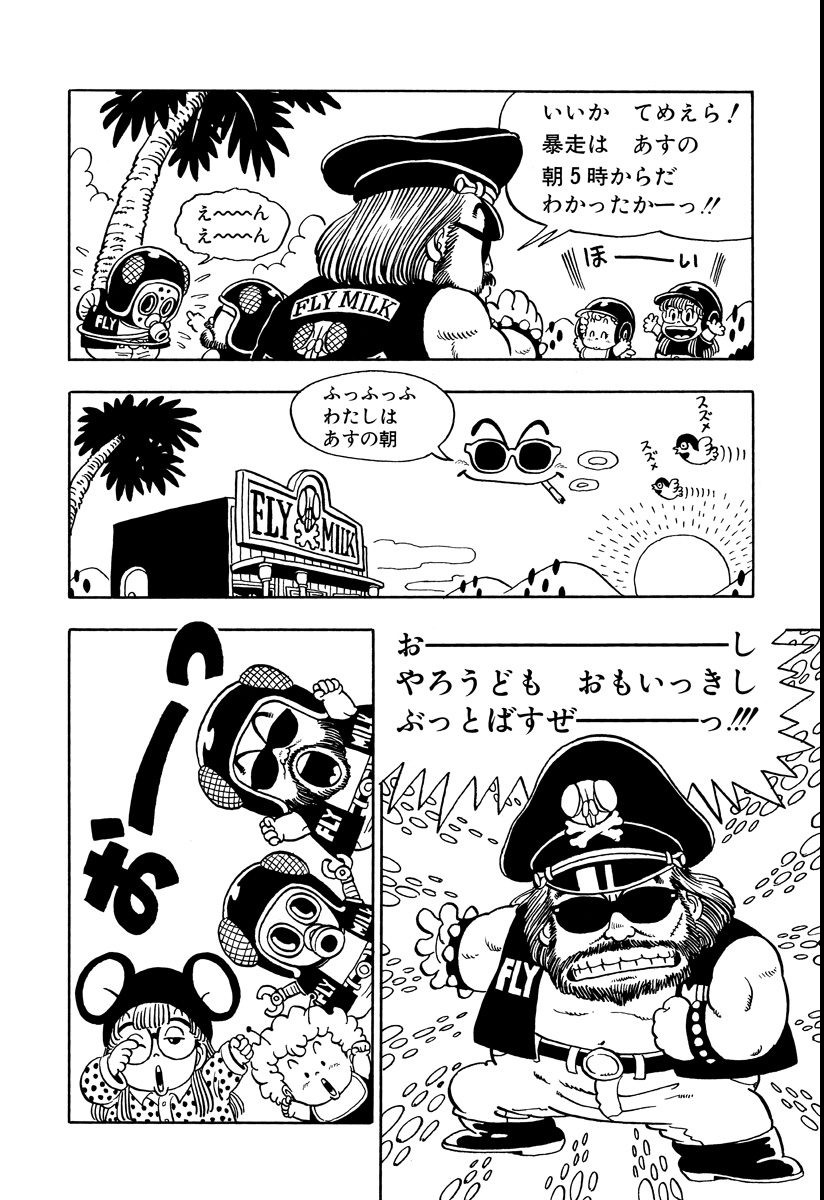 いいか てめえら!
暴走は あすの
朝5時からだ
わかったかーっ!!
ほ——い
え〜〜ん
え〜〜ん
FLY MILK
FLY
ふっふっふ
わたしは
あすの朝
スズメ
スズメ
FLY
MILK
お————————し
やろうども おもいっきし
ぶっとばすぜ————っ!!!
FLY
お゛ーっ
FLY
MILK
FLY
MILK